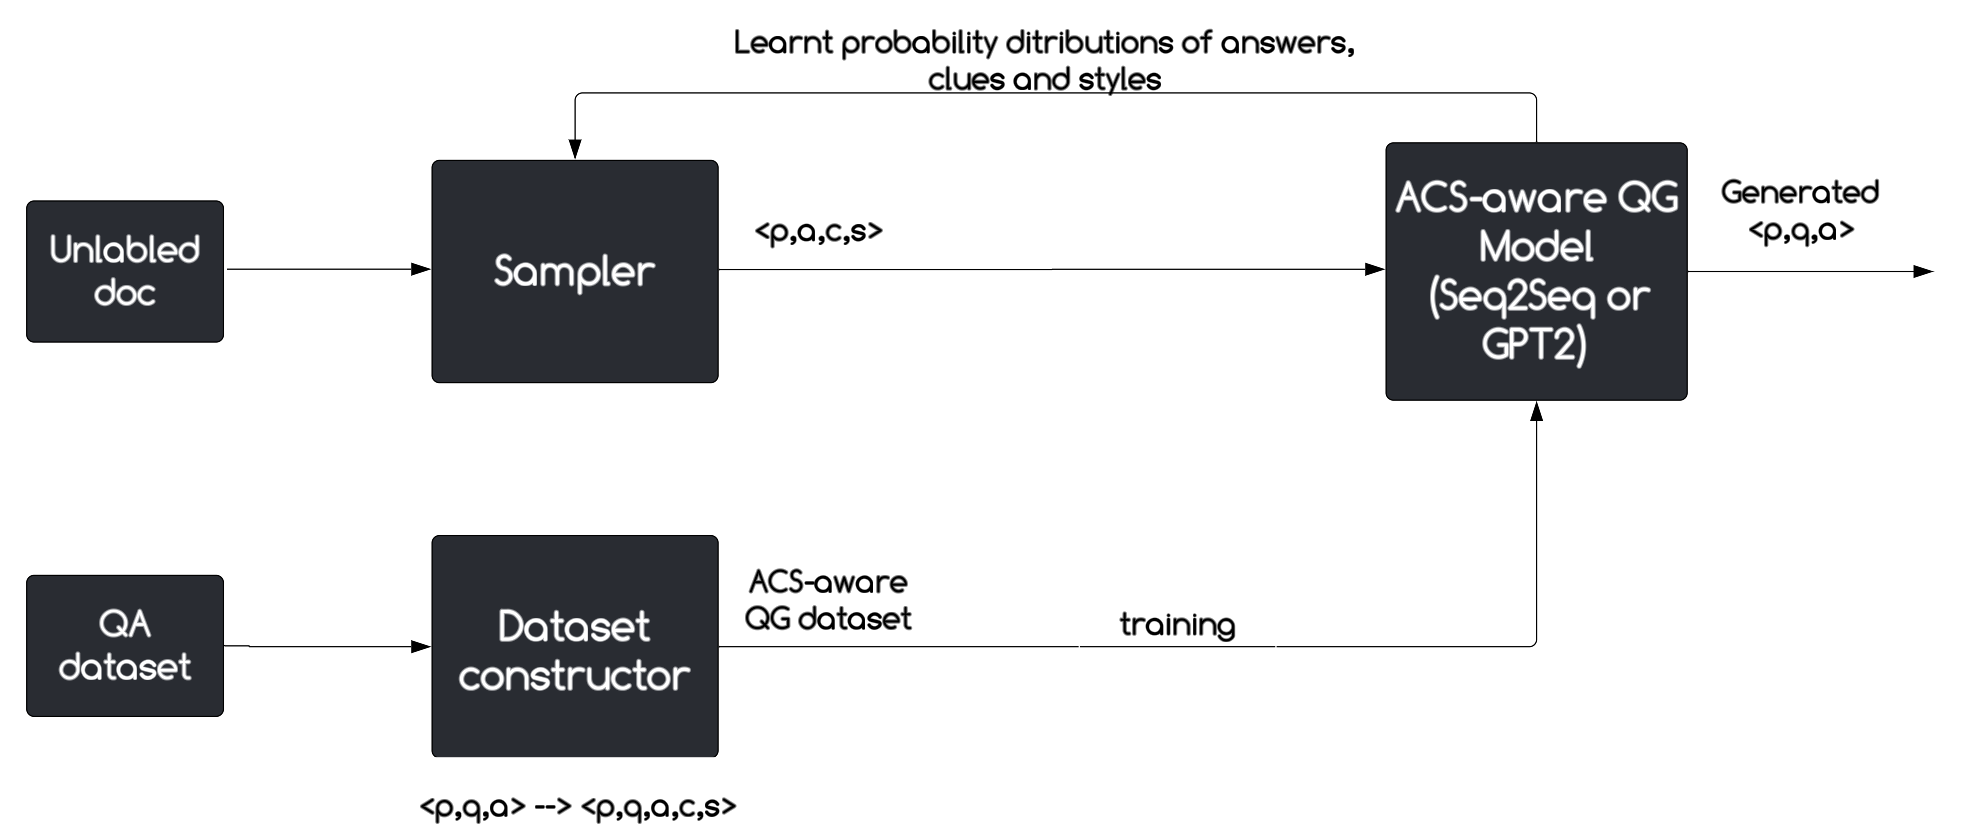 Learnt probability ditributions of answers,
clues and styles
Unlabled
doc
Sampler
<p,a,c,s>
ACS-aware QG
Model
(Seq2Seq or
GPT2)
Generated
<p,q,a>
QA
dataset
Dataset
constructor
ACS-aware
QG dataset
training
<p,q,a> --> <p,q,a,c,s>